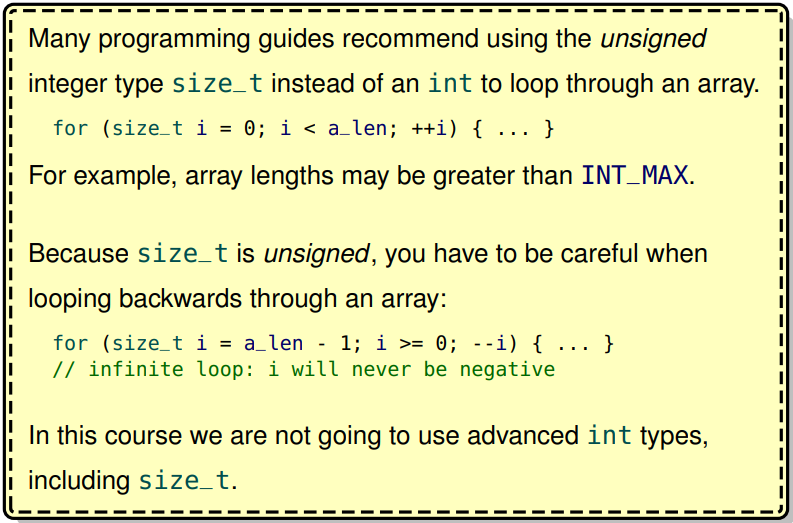 Many programming guides recommend using the unsigned
integer type size_t instead of an int to loop through an array.
for (size_t i = 0; i < a_len; ++i) { ... }
For example, array lengths may be greater than INT_MAX.
Because size_t is unsigned, you have to be careful when
looping backwards through an array:
for (size_t i = a_len - 1; i >= 0; --i) { ... }
// infinite loop: i will never be negative
In this course we are not going to use advanced int types,
including size_t.